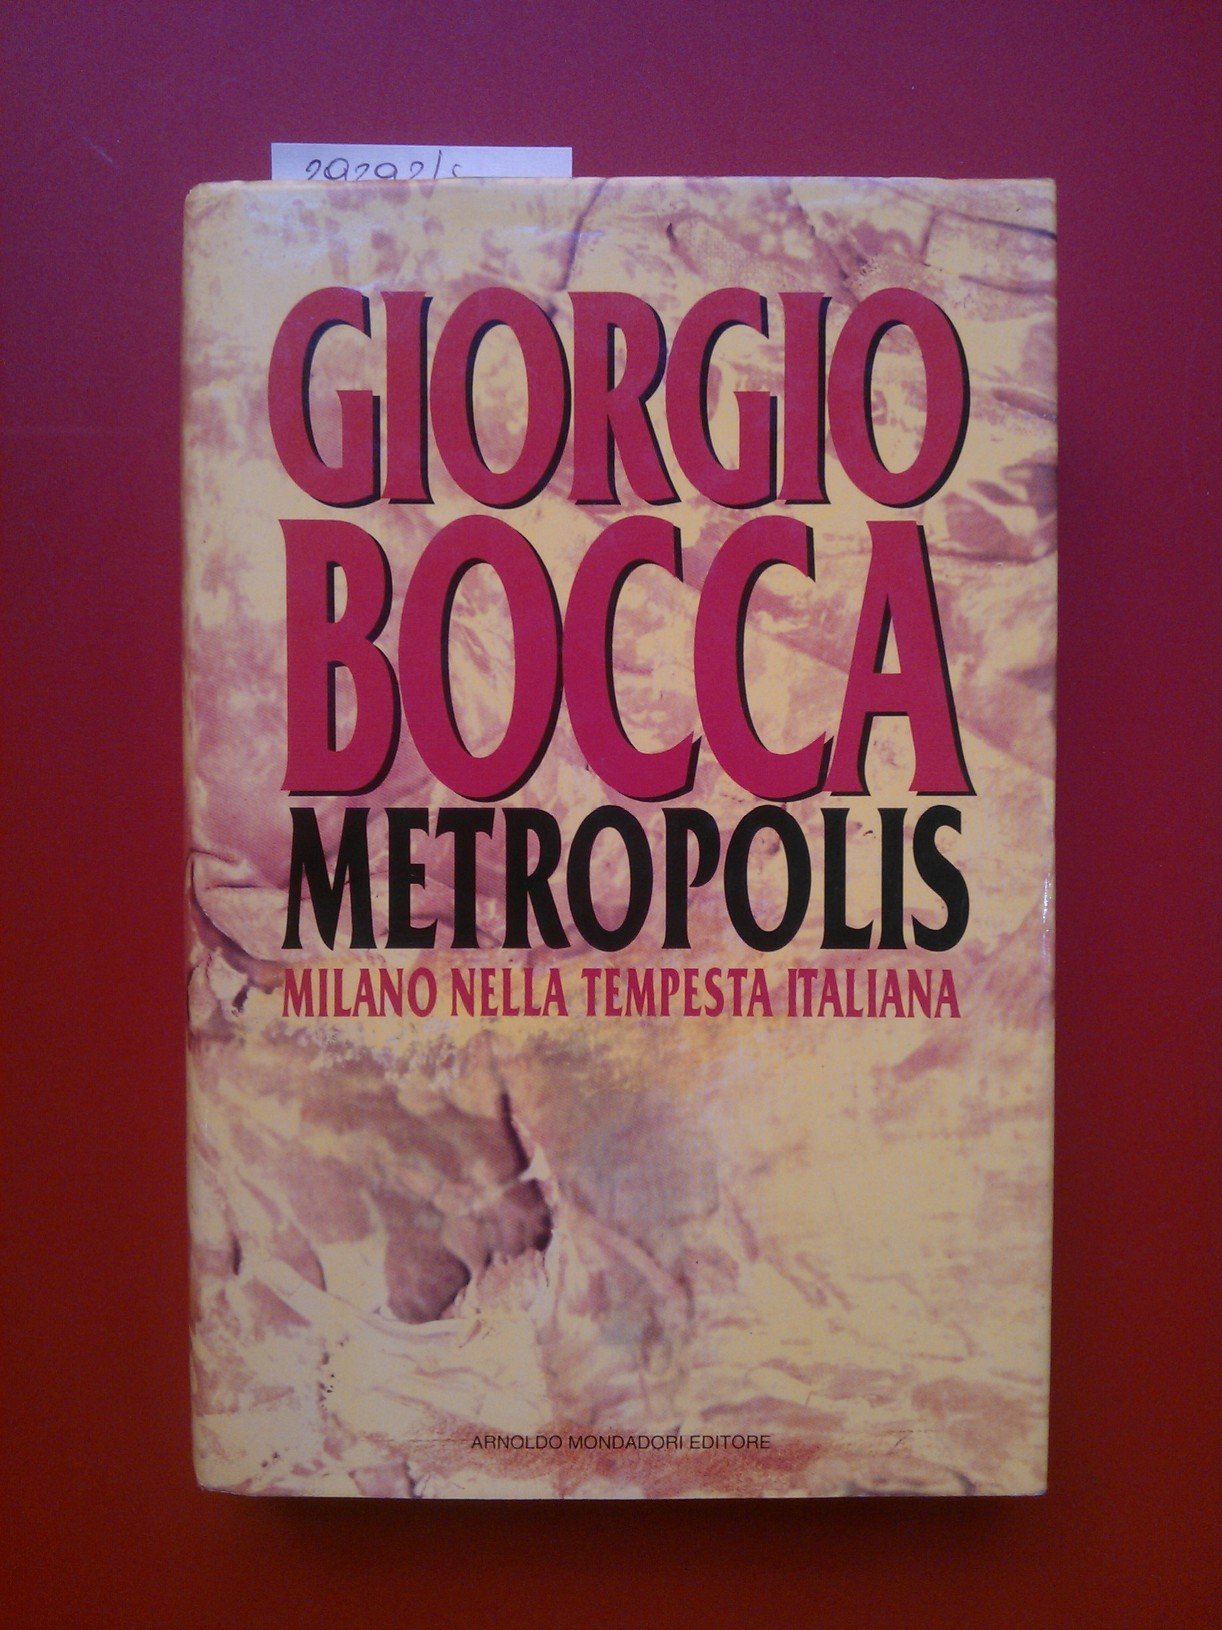 GIORGIO
BOCCA
METROPOLIS
MILANO NELLA TEMPESTA ITALIANA
ARNOLDO MONDADORI EDITORE